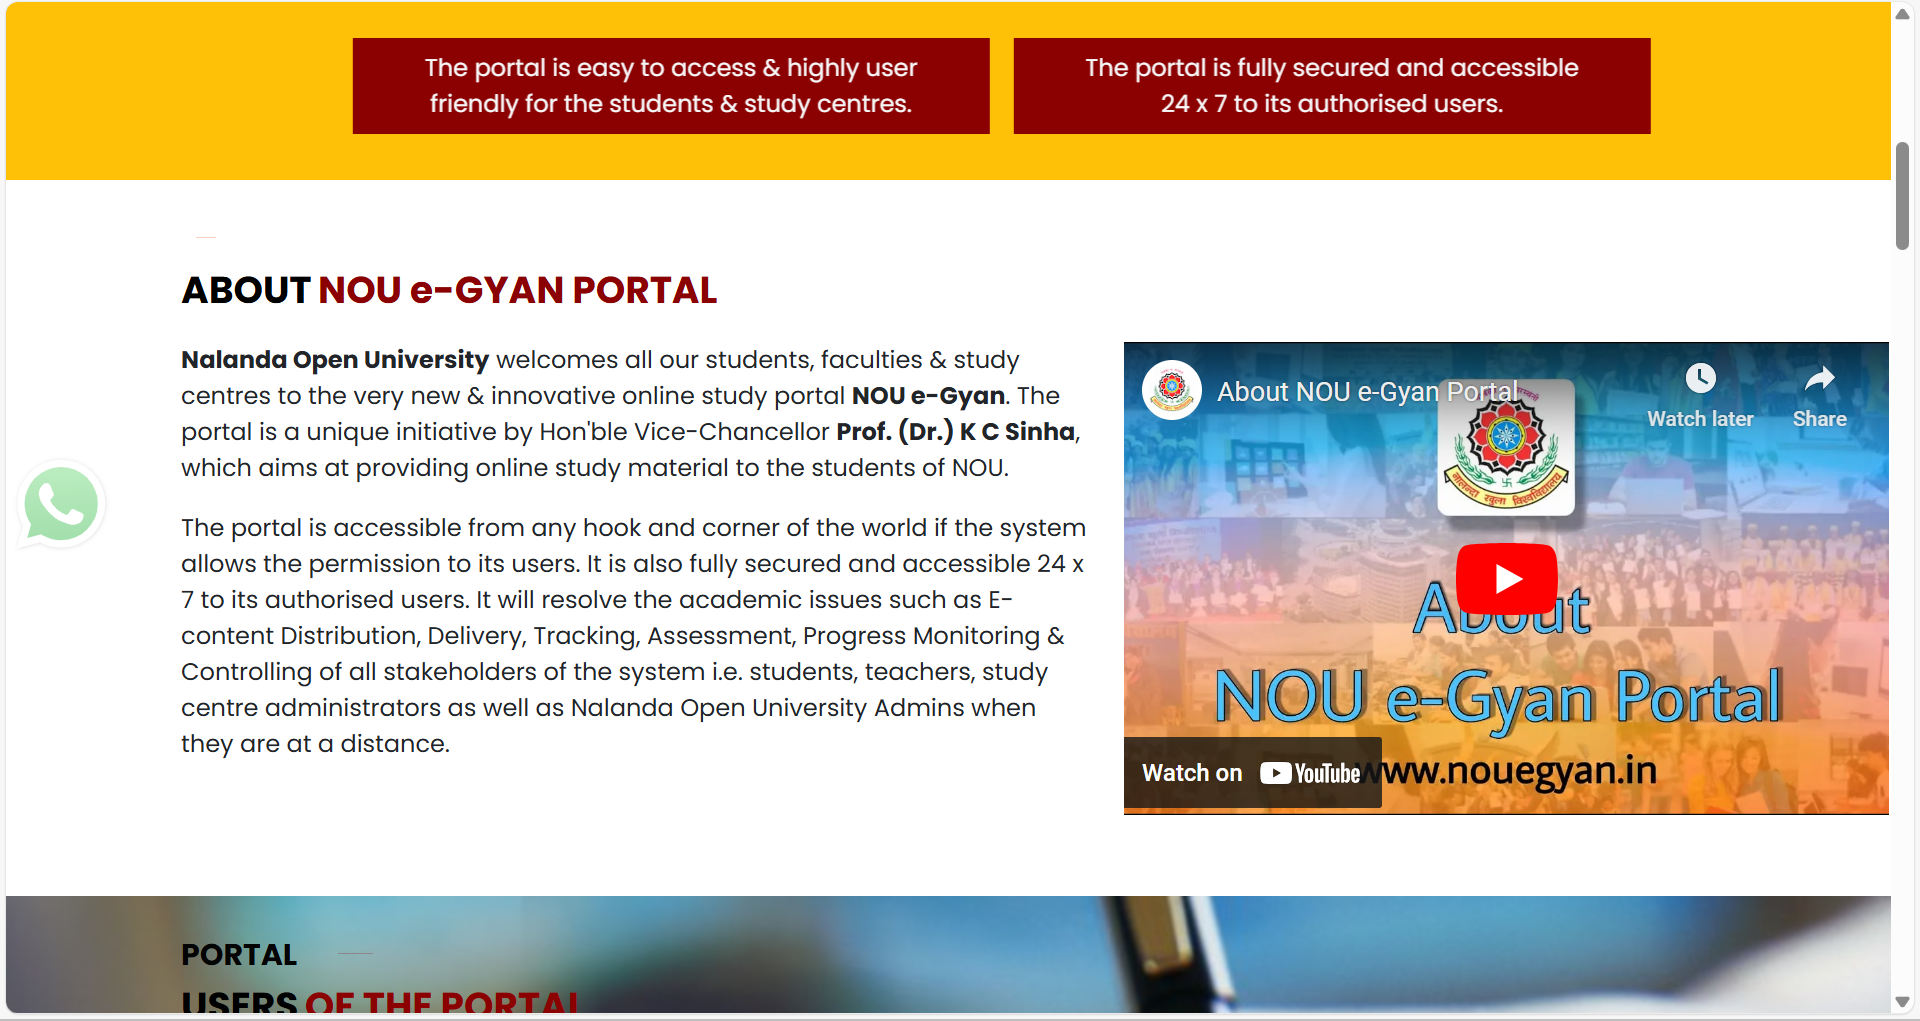 The portal is easy to access & highly user
friendly for the students & study centres.
The portal is fully secured and accessible
24 x 7 to its authorised users.
ABOUT NOU e-GYAN PORTAL
Nalanda Open University welcomes all our students, faculties & study
centres to the very new & innovative online study portal NOU e-Gyan. The
portal is a unique initiative by Hon'ble Vice-Chancellor Prof. (Dr.) K C Sinha,
which aims at providing online study material to the students of NOU.
The portal is accessible from any hook and corner of the world if the system
allows the permission to its users. It is also fully secured and accessible 24 x
7 to its authorised users. It will resolve the academic issues such as E-
content Distribution, Delivery, Tracking, Assessment, Progress Monitoring &
Controlling of all stakeholders of the system i.e. students, teachers, study
centre administrators as well as Nalanda Open University Admins when
they are at a distance.
About NOU e-Gyan Portal
Watch later
Share
नालन्दा खुला विश्वविद्यालय
About
NOU e-Gyan Portal
www.nouegyan.in
Watch on YouTube
PORTAL
USERS OF THE PORTAL